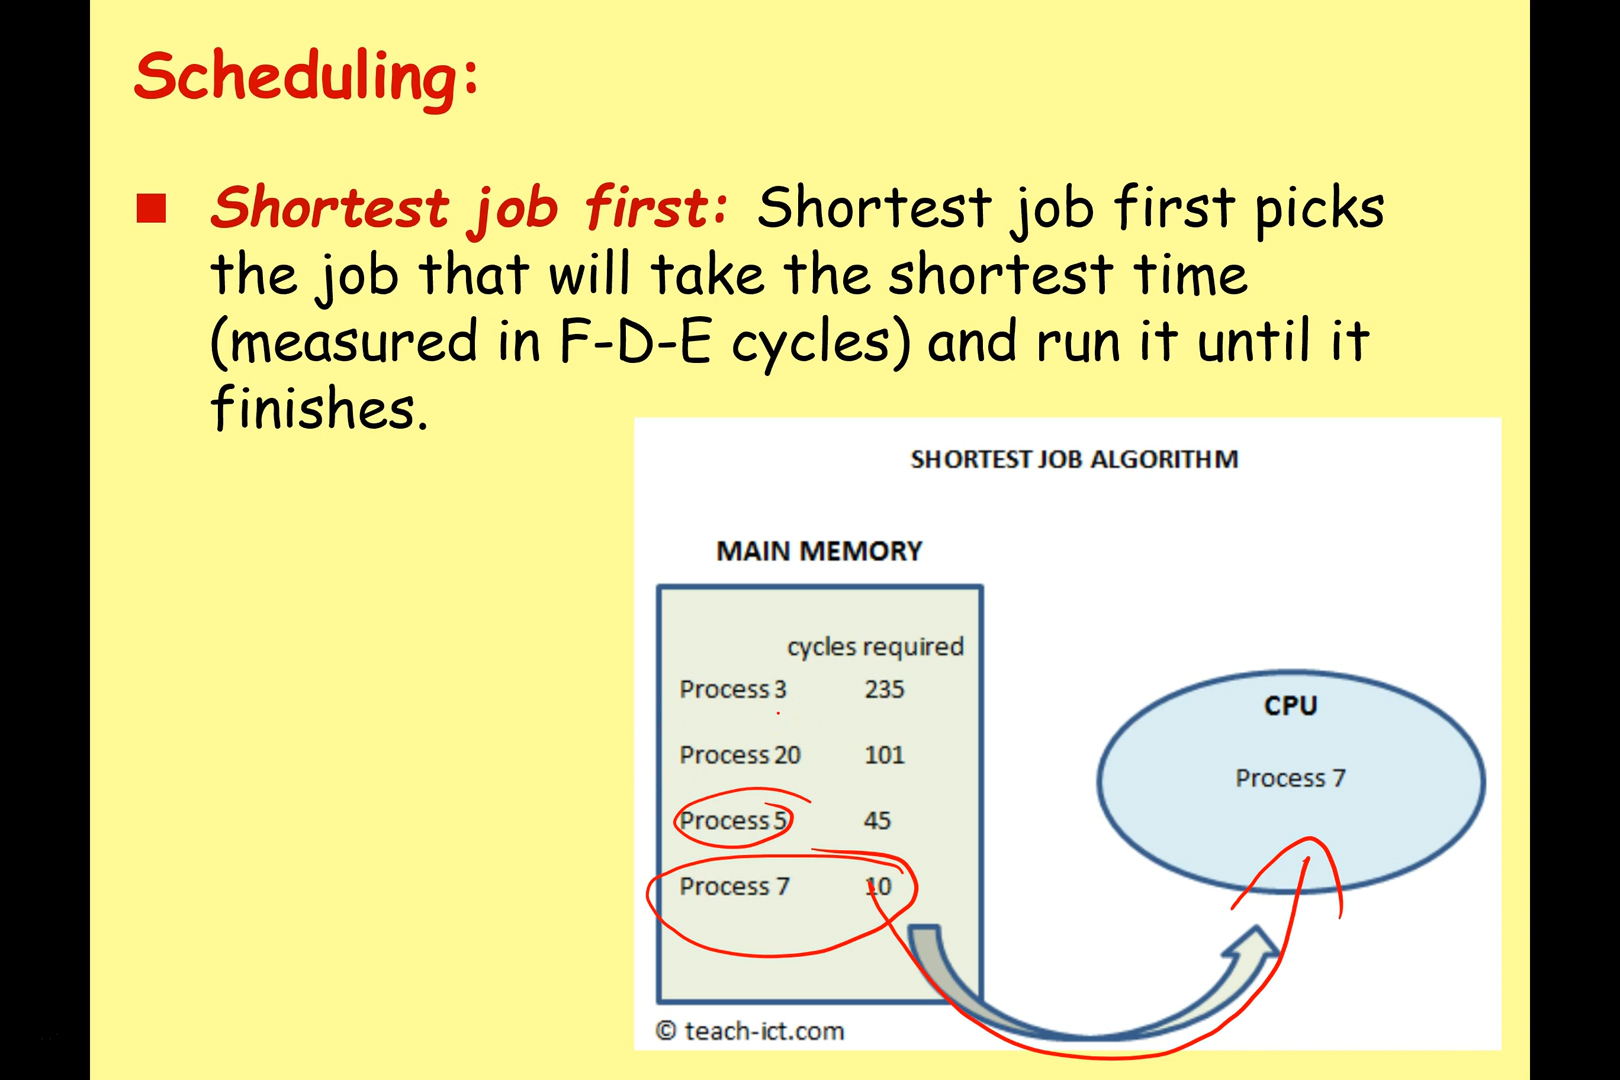 Scheduling:
Shortest job first: Shortest job first picks
the job that will take the shortest time
(measured in F-D-E cycles) and run it until it
finishes.
SHORTEST JOB ALGORITHM
MAIN MEMORY
cycles required
Process 3 235
Process 20 101
Process 5 45
Process 7 10
CPU
Process 7
© teach-ict.com